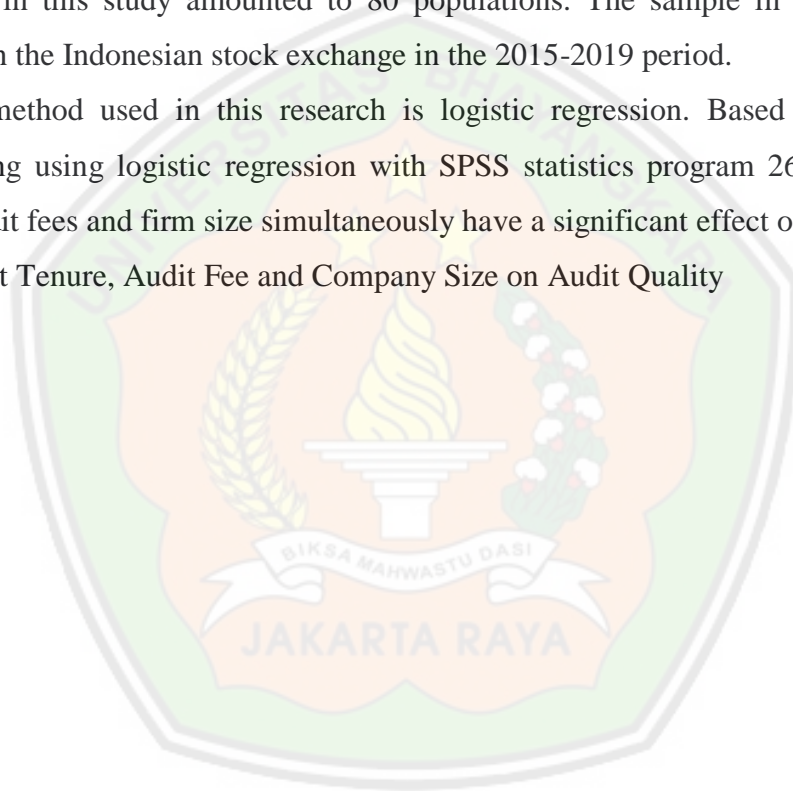 in this study amounted to 80 populations. The sample in
the Indonesian stock exchange in the 2015-2019 period.
method used in this research is logistic regression. Based
using logistic regression with SPSS statistics program 26
fees and firm size simultaneously have a significant effect
Tenure, Audit Fee and Company Size on Audit Quality
UNIVERSITAS BHAYANGKARA
BIKSA MAHWASTU DASI
JAKARTA RAYA